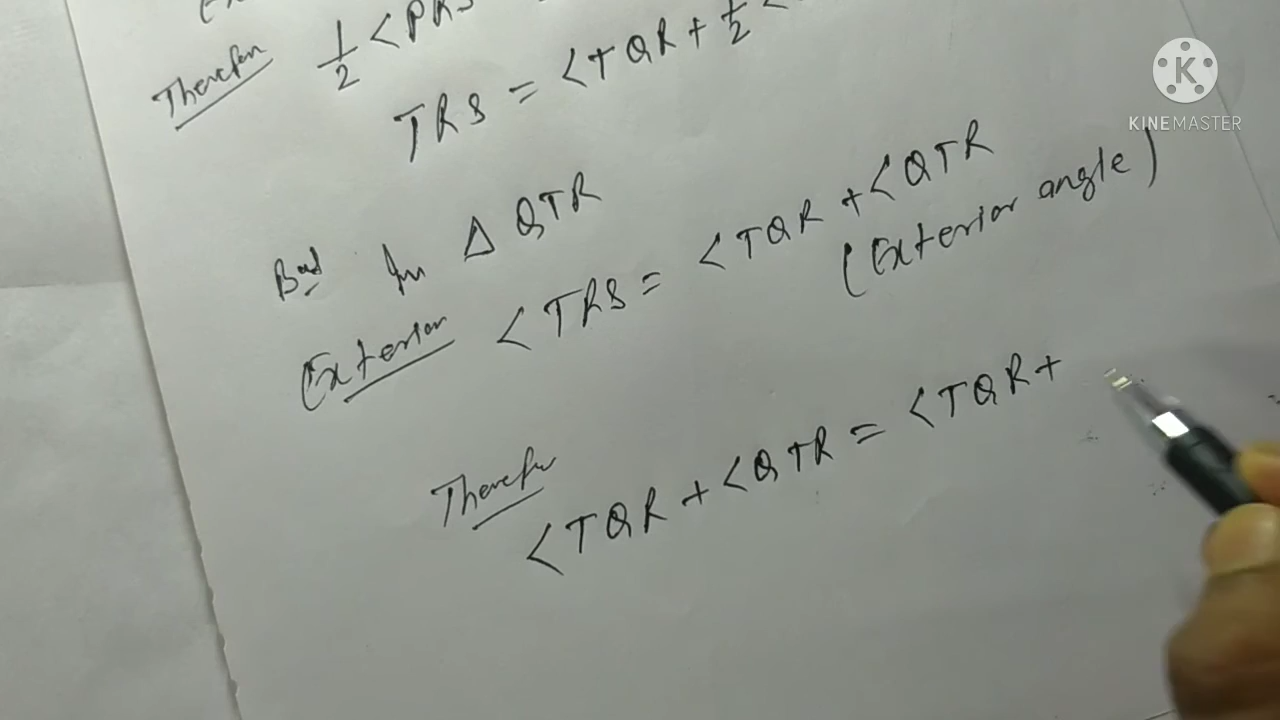 Therefore 1/2 <PRS
TRS = <TQR + 1/2 <
But In Δ QTR
Exterior <TRS = <TQR + <QTR
(Exterior angle)
Therefore
<TQR + <QTR = <TQR +
KINEMASTER